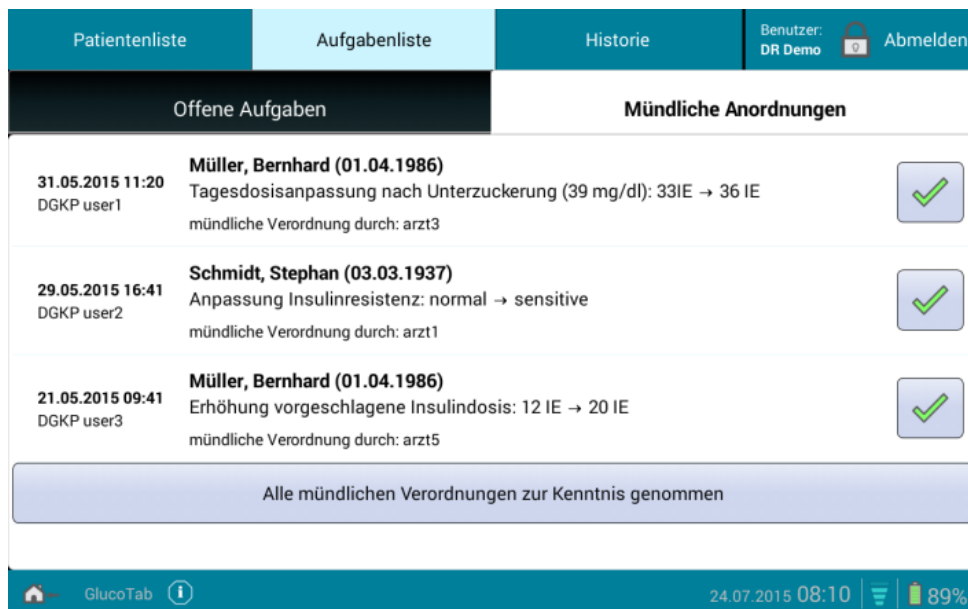 Patientenliste
Aufgabenliste
Historie
Benutzer:
DR Demo
Abmelden
Offene Aufgaben
Mündliche Anordnungen
31.05.2015 11:20
DGKP user1
Müller, Bernhard (01.04.1986)
Tagesdosisanpassung nach Unterzuckerung (39 mg/dl): 33IE → 36 IE
mündliche Verordnung durch: arzt3
29.05.2015 16:41
DGKP user2
Schmidt, Stephan (03.03.1937)
Anpassung Insulinresistenz: normal → sensitive
mündliche Verordnung durch: arzt1
21.05.2015 09:41
DGKP user3
Müller, Bernhard (01.04.1986)
Erhöhung vorgeschlagene Insulindosis: 12 IE → 20 IE
mündliche Verordnung durch: arzt5
Alle mündlichen Verordnungen zur Kenntnis genommen
GlucoTab
24.07.2015 08:10
89%